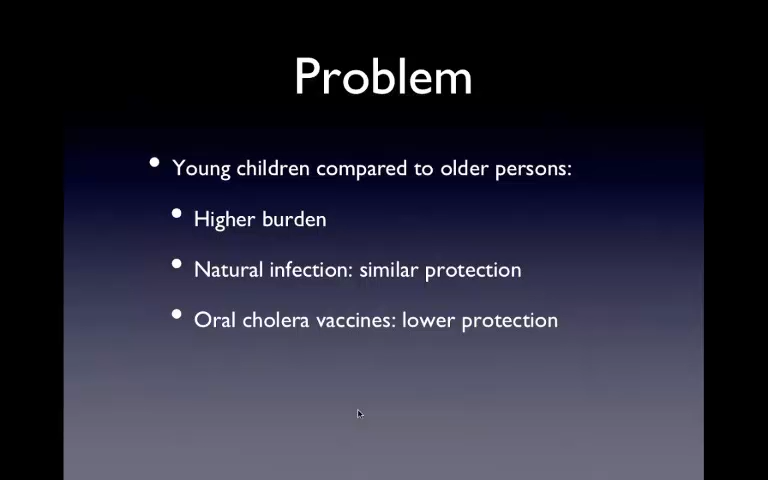 Problem
• Young children compared to older persons:
• Higher burden
• Natural infection: similar protection
• Oral cholera vaccines: lower protection